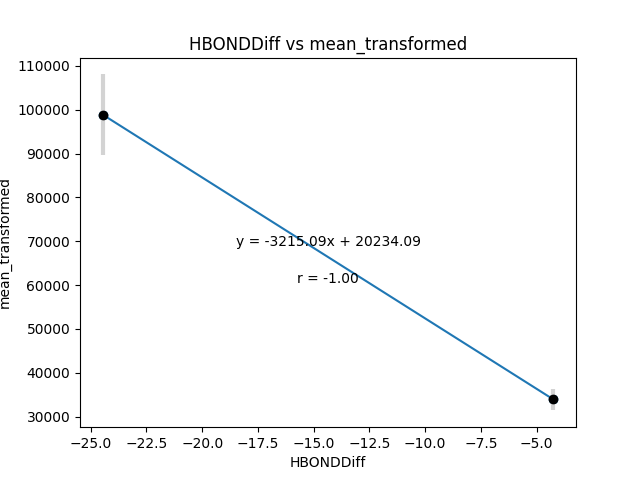 HBONDDiff vs mean_transformed
mean_transformed
110000
100000
90000
80000
70000
60000
50000
40000
30000
y = -3215.09x + 20234.09
r = -1.00
−25.0 −22.5 −20.0 −17.5 −15.0 −12.5 −10.0 −7.5 −5.0
HBONDDiff